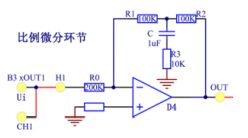 R1
R2
100K
100K
比例微分环节
C
1uF
R3
10K
B3 xOUT1
H1
R0
200K
Ui
D4
OUT
CH1